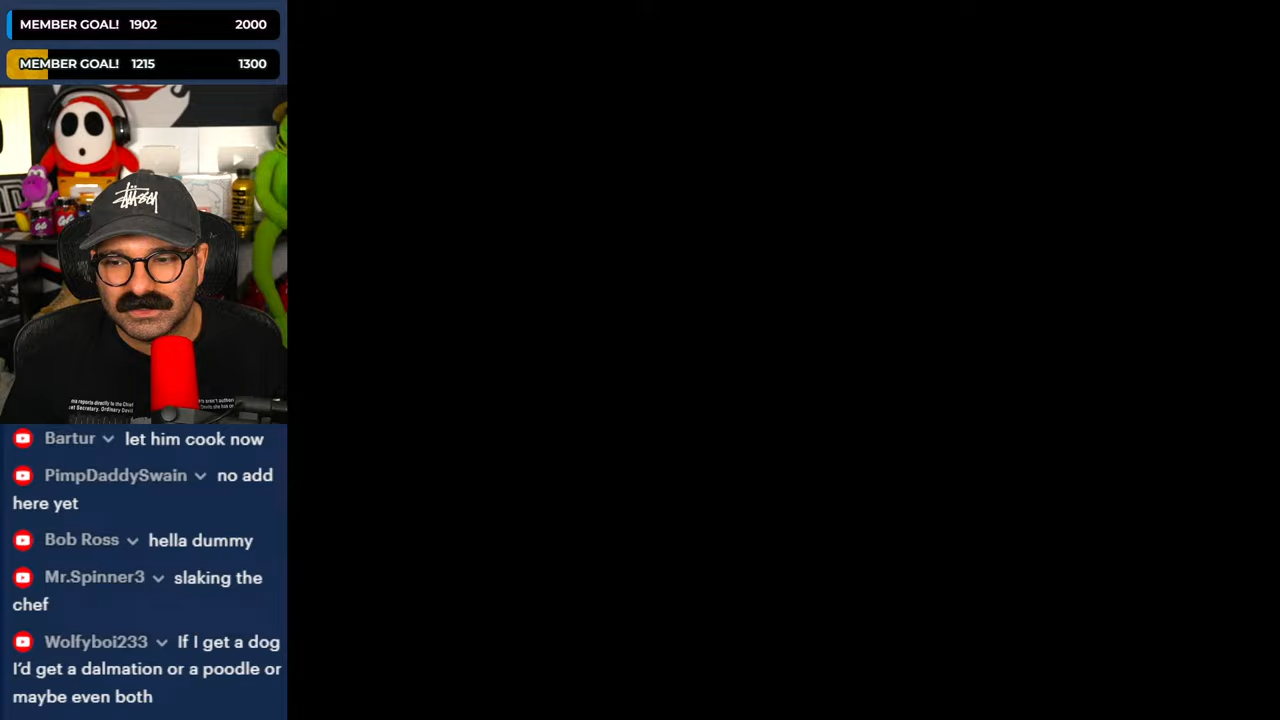 MEMBER GOAL! 1902 2000
MEMBER GOAL! 1215 1300
STÜSSY
Bartur let him cook now
PimpDaddySwain no add
here yet
Bob Ross hella dummy
Mr.Spinner3 slaking the
chef
Wolfyboi233 If I get a dog
I'd get a dalmation or a poodle or
maybe even both